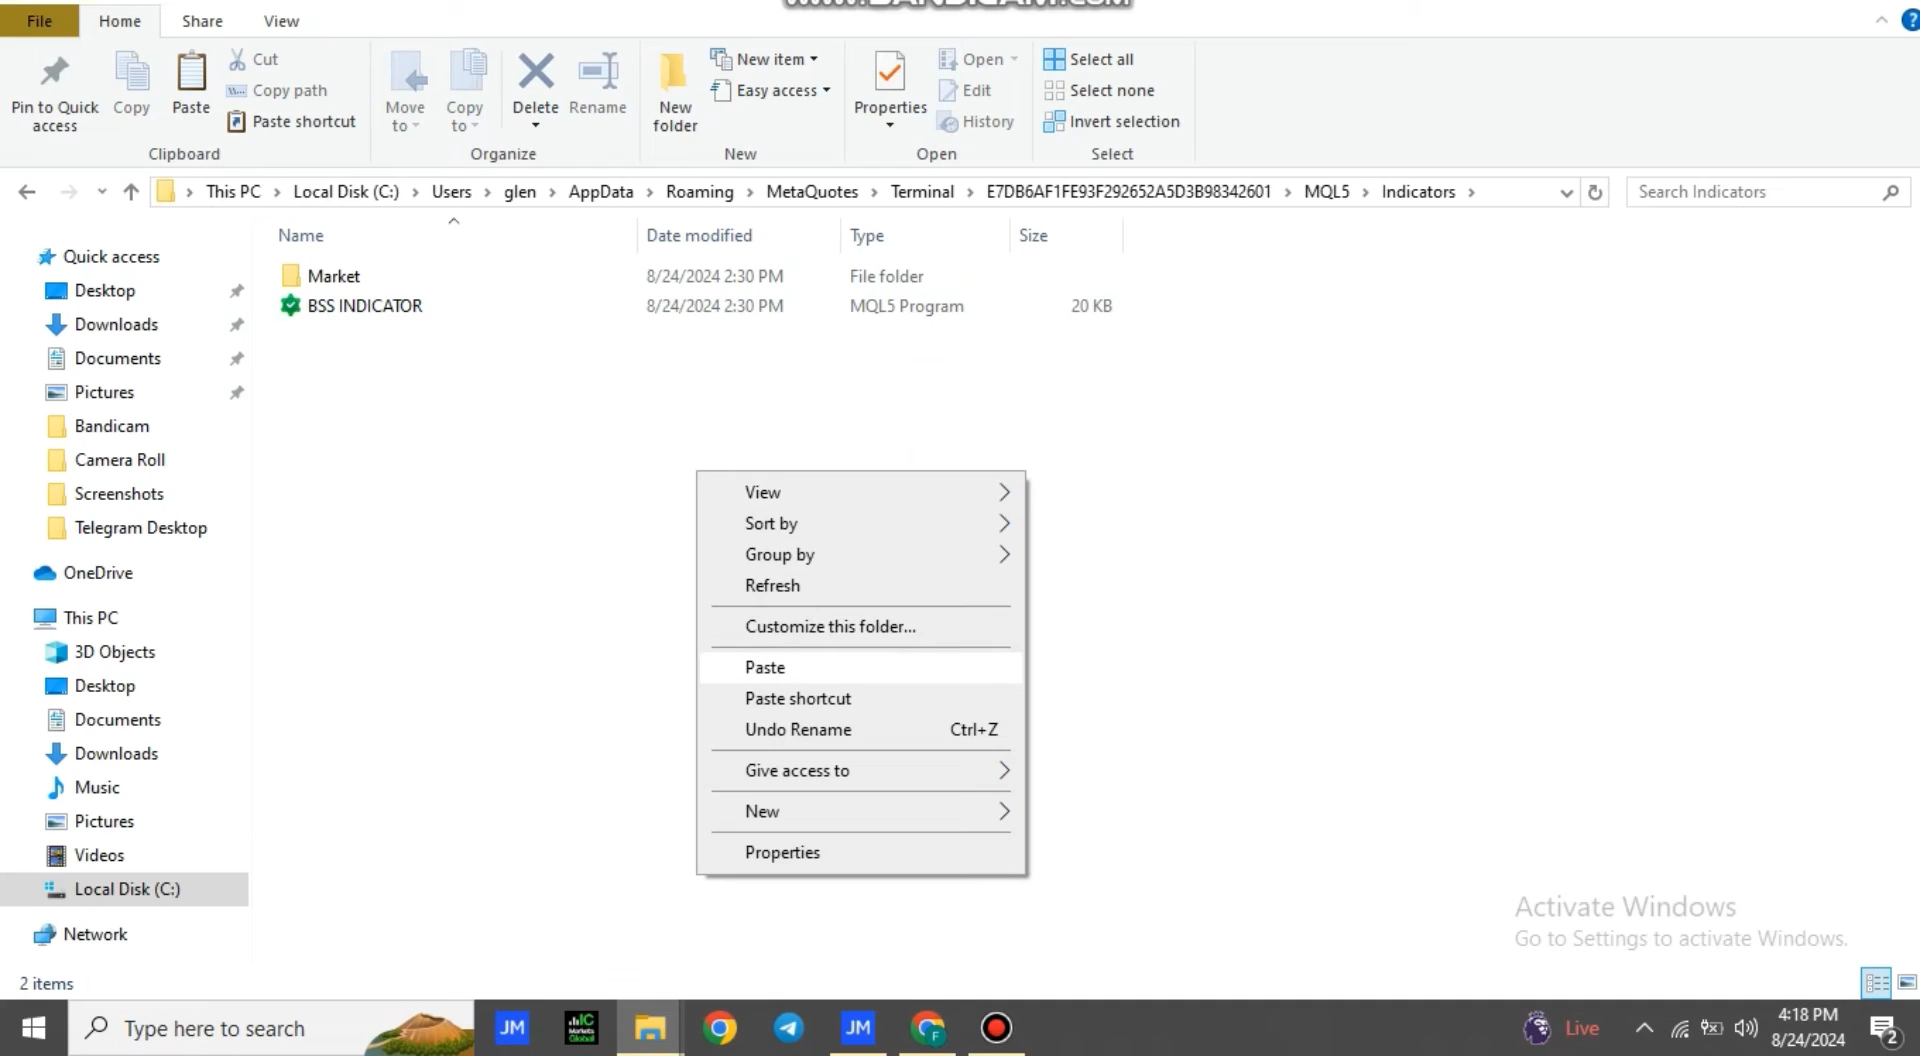 www.BANDICAM.com
File Home Share View
Pin to Quick access
Copy
Paste
Cut
Copy path
Paste shortcut
Clipboard
Move to
Copy to
Delete
Rename
Organize
New folder
New item
Easy access
New
Properties
Open
Edit
History
Open
Select all
Select none
Invert selection
Select
This PC Local Disk (C:) Users glen AppData Roaming MetaQuotes Terminal E7DB6AF1FE93F292652A5D3B98342601 MQL5 Indicators
Search Indicators
Name Date modified Type Size
Market 8/24/2024 2:30 PM File folder
BSS INDICATOR 8/24/2024 2:30 PM MQL5 Program 20 KB
Quick access
Desktop
Downloads
Documents
Pictures
Bandicam
Camera Roll
Screenshots
Telegram Desktop
OneDrive
This PC
3D Objects
Desktop
Documents
Downloads
Music
Pictures
Videos
Local Disk (C:)
Network
View
Sort by
Group by
Refresh
Customize this folder...
Paste
Paste shortcut
Undo Rename Ctrl+Z
Give access to
New
Properties
Activate Windows
Go to Settings to activate Windows.
2 items
Type here to search
JM
IC Markets Global
JM
F
Live
4:18 PM
8/24/2024
2